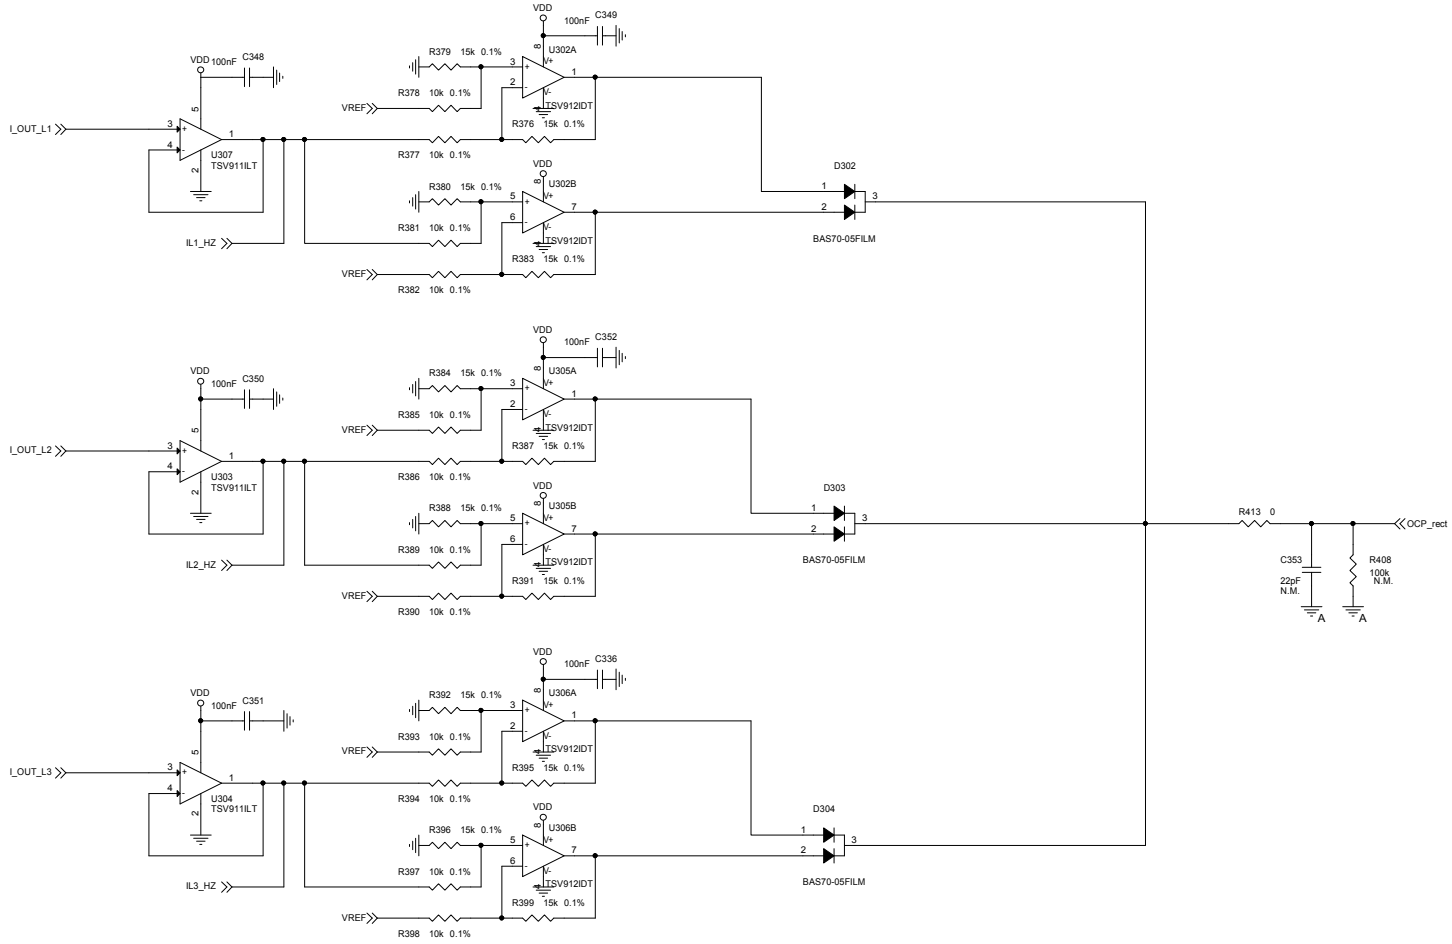 VDD
100nF C349
R379 15k 0.1%
8 U302A
V+
3 +
1
2 -
V-
4
TSV912IDT
R378 10k 0.1%
VREF
R376 15k 0.1%
R377 10k 0.1%
VDD 100nF C348
5
I_OUT_L1
3 +
1
4 -
2
U307
TSV911ILT
IL1_HZ
VDD
R380 15k 0.1%
8 U302B
V+
5 +
7
6 -
V-
4
TSV912IDT
R381 10k 0.1%
R383 15k 0.1%
VREF
R382 10k 0.1%
D302
1
3
2
BAS70-05FILM
VDD
100nF C352
R384 15k 0.1%
8 U305A
V+
3 +
1
2 -
V-
4
TSV912IDT
R385 10k 0.1%
VREF
R387 15k 0.1%
R386 10k 0.1%
VDD
100nF C350
5
I_OUT_L2
3 +
1
4 -
2
U303
TSV911ILT
IL2_HZ
VDD
R388 15k 0.1%
8 U305B
V+
5 +
7
6 -
V-
4
TSV912IDT
R389 10k 0.1%
R391 15k 0.1%
VREF
R390 10k 0.1%
D303
1
3
2
BAS70-05FILM
R413 0
OCP_rect
C353
22pF
N.M.
A
R408
100k
N.M.
A
VDD
100nF C336
R392 15k 0.1%
8 U306A
V+
3 +
1
2 -
V-
4
TSV912IDT
R393 10k 0.1%
VREF
R395 15k 0.1%
R394 10k 0.1%
VDD
100nF C351
5
I_OUT_L3
3 +
1
4 -
2
U304
TSV911ILT
IL3_HZ
VDD
R396 15k 0.1%
8 U306B
V+
5 +
7
6 -
V-
4
TSV912IDT
R397 10k 0.1%
R399 15k 0.1%
VREF
R398 10k 0.1%
D304
1
3
2
BAS70-05FILM